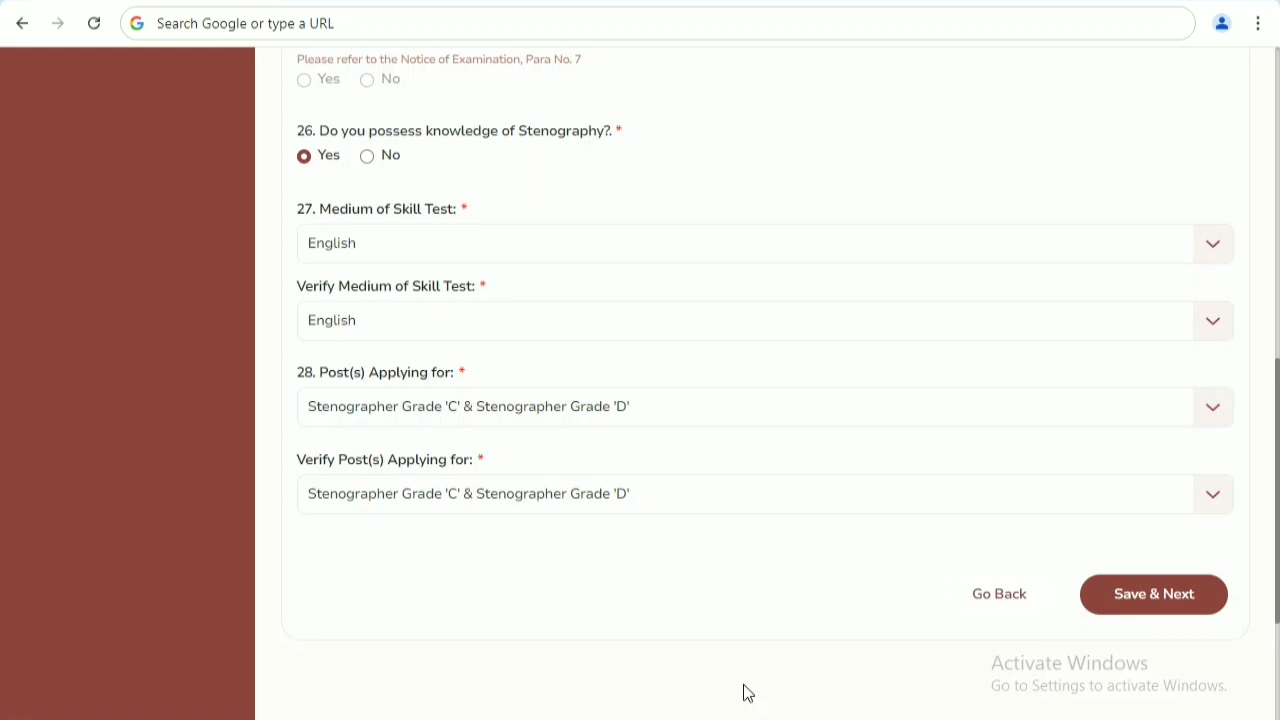 Search Google or type a URL
Please refer to the Notice of Examination, Para No. 7
Yes No
26. Do you possess knowledge of Stenography?. *
Yes No
27. Medium of Skill Test: *
English
Verify Medium of Skill Test: *
English
28. Post(s) Applying for: *
Stenographer Grade 'C' & Stenographer Grade 'D'
Verify Post(s) Applying for: *
Stenographer Grade 'C' & Stenographer Grade 'D'
Go Back Save & Next
Activate Windows
Go to Settings to activate Windows.